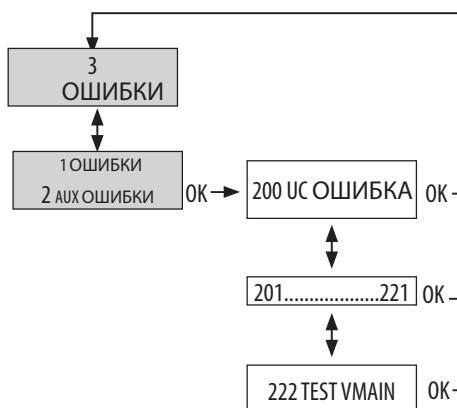 3
ОШИБКИ
1 ОШИБКИ
2 AUX ОШИБКИ
OK
200 UC ОШИБКА
OK
201...................221
OK
222 TEST VMAIN
OK